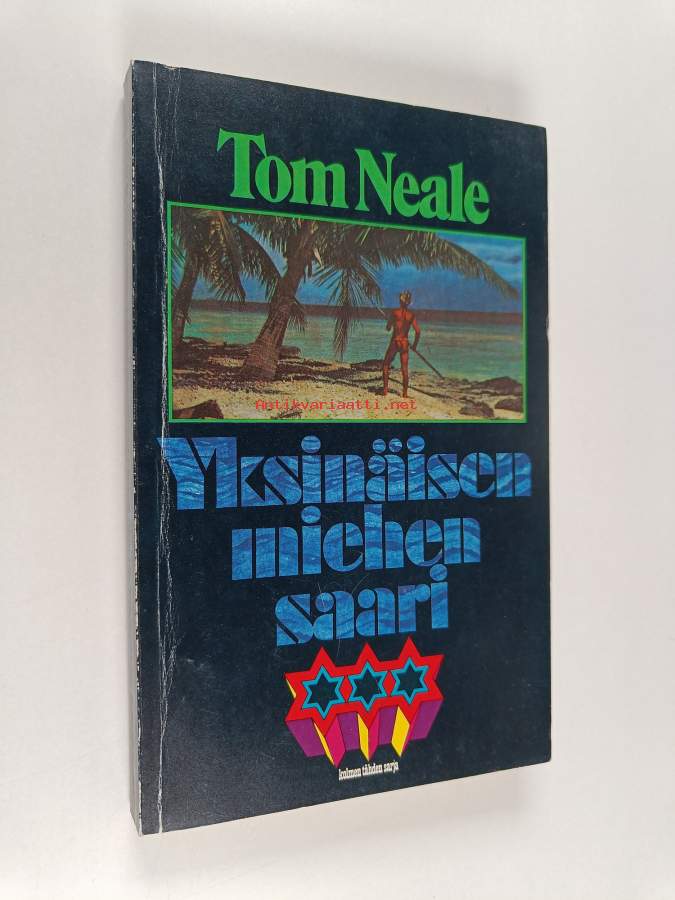 Tom Neale
Antikvariaatti.net
Yksinäisen
miehen
saari
kolmen tähden sarja